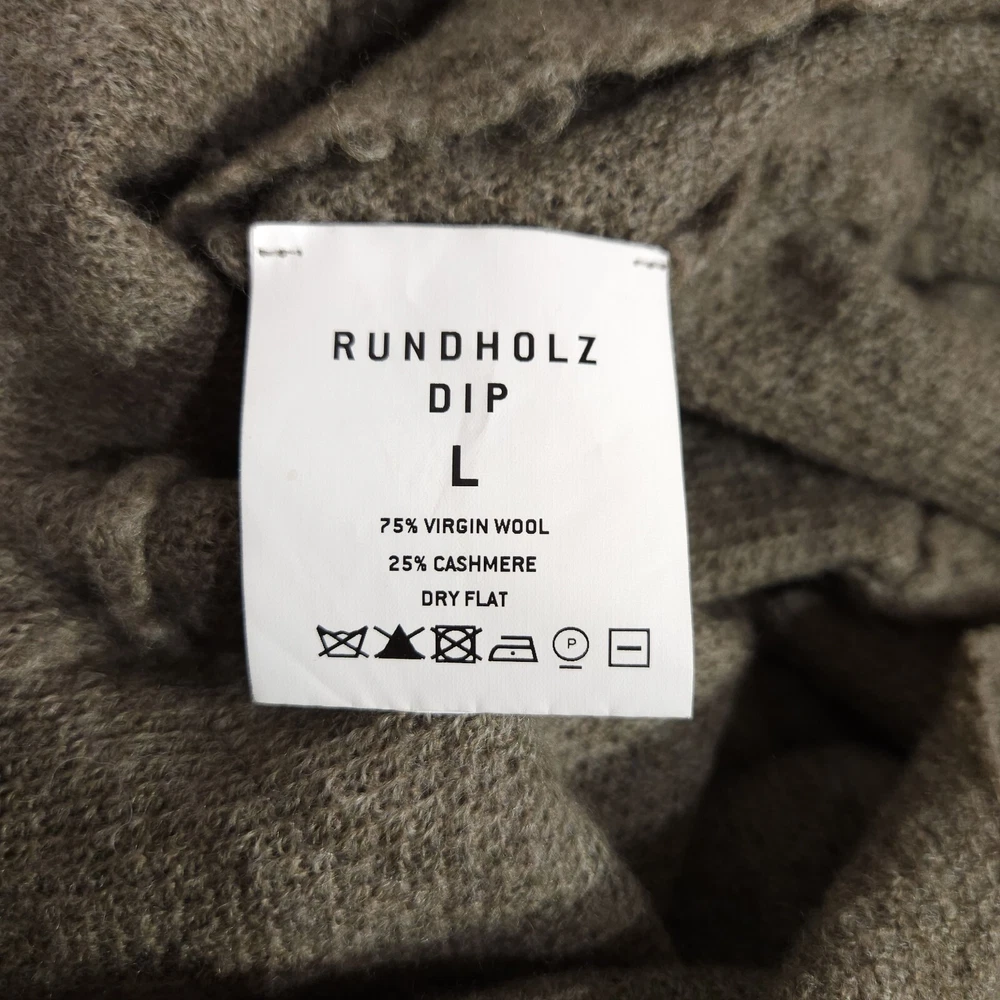 RUNDHOLZ
DIP
L
75% VIRGIN WOOL
25% CASHMERE
DRY FLAT
P